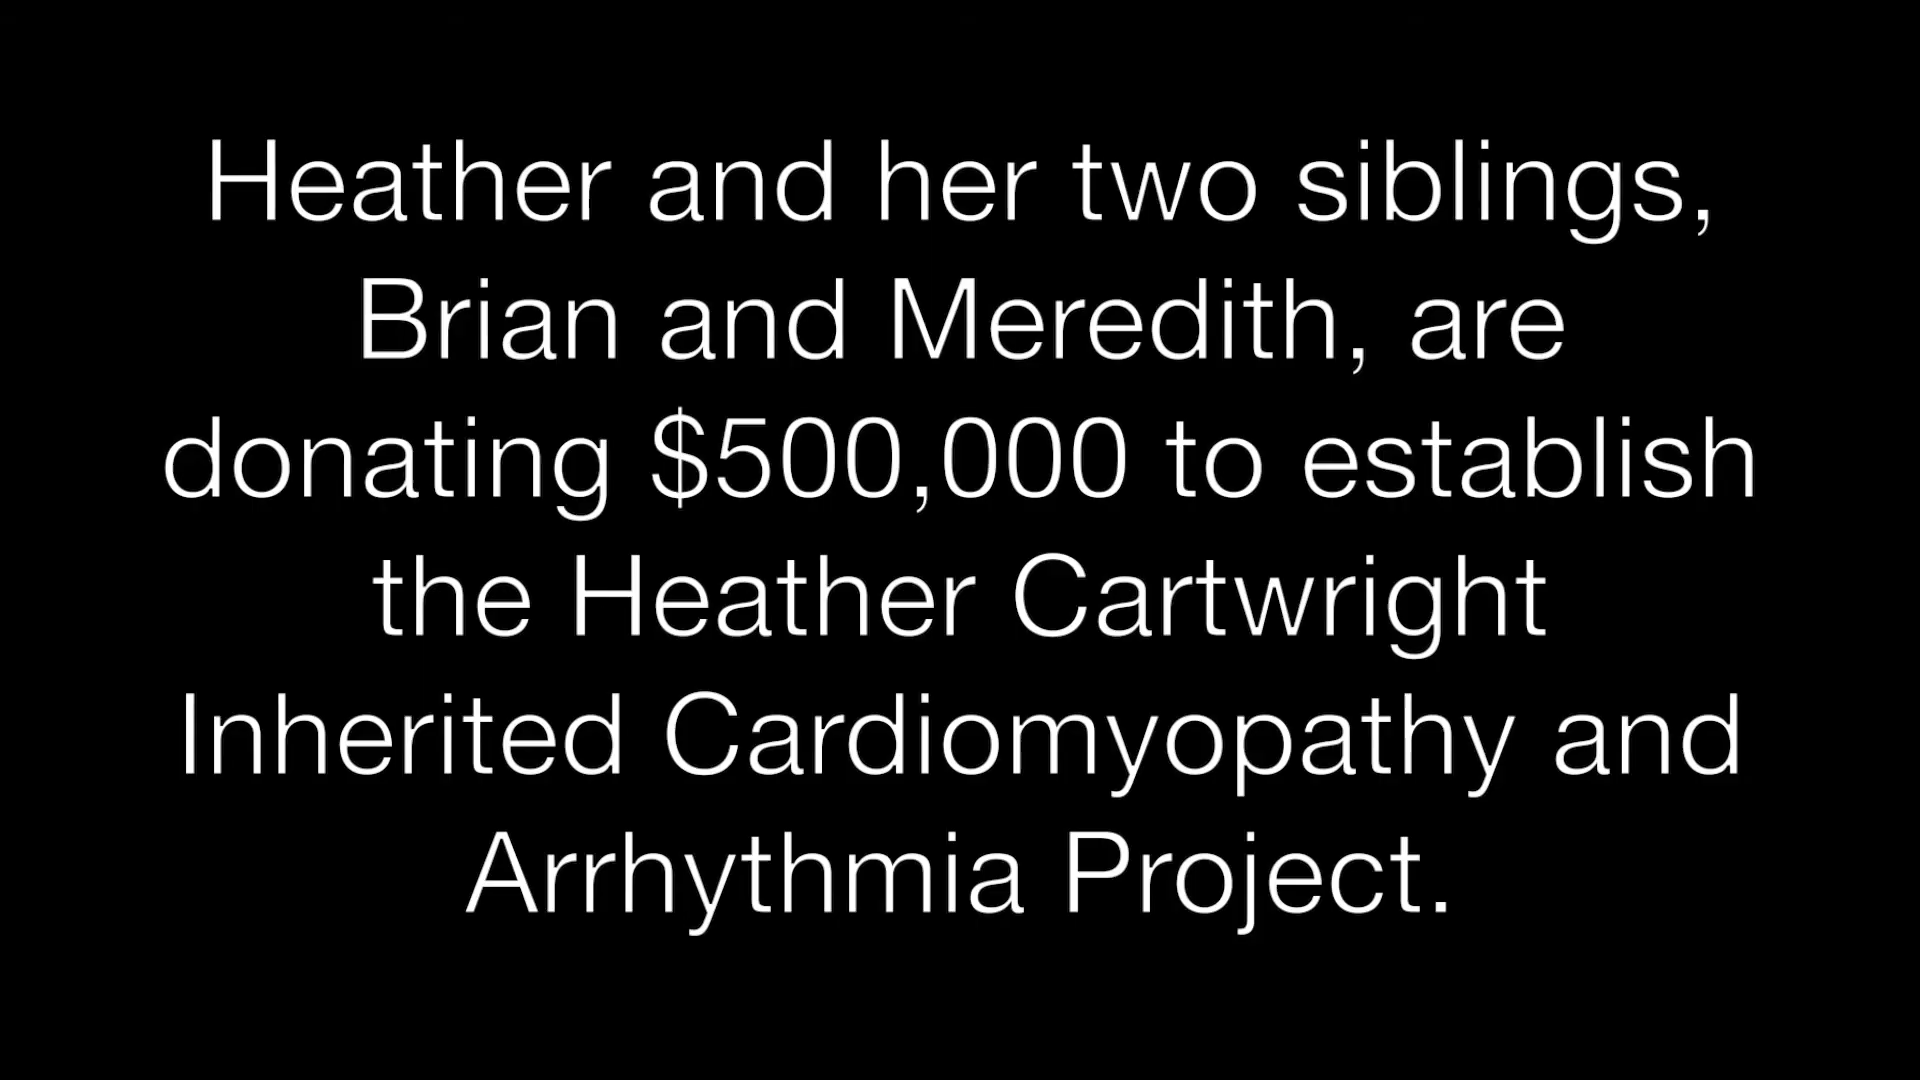 Heather and her two siblings,
Brian and Meredith, are
donating $500,000 to establish
the Heather Cartwright
Inherited Cardiomyopathy and
Arrhythmia Project.